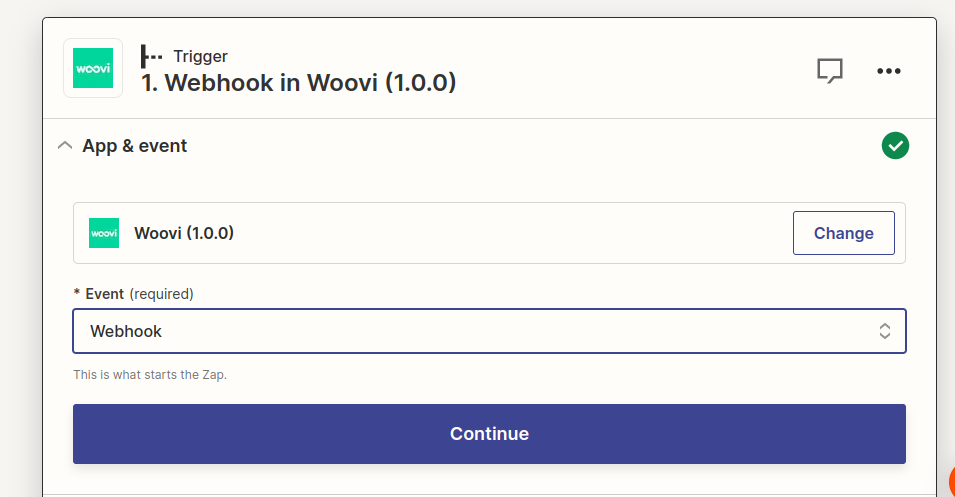 woovi
Trigger
1. Webhook in Woovi (1.0.0)
App & event
woovi
Woovi (1.0.0)
Change
* Event (required)
Webhook
This is what starts the Zap.
Continue